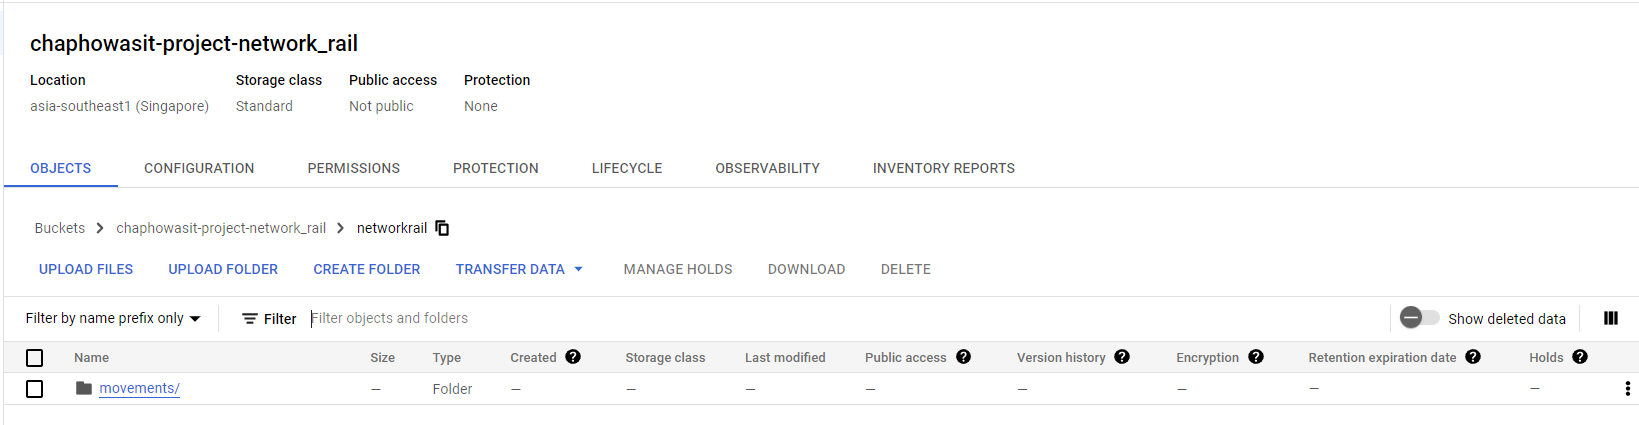 chaphowasit-project-network_rail
Location Storage class Public access Protection
asia-southeast1 (Singapore) Standard Not public None
OBJECTS CONFIGURATION PERMISSIONS PROTECTION LIFECYCLE OBSERVABILITY INVENTORY REPORTS
Buckets > chaphowasit-project-network_rail > networkrail
UPLOAD FILES UPLOAD FOLDER CREATE FOLDER TRANSFER DATA MANAGE HOLDS DOWNLOAD DELETE
Filter by name prefix only Filter Filter objects and folders Show deleted data
Name Size Type Created ? Storage class Last modified Public access ? Version history ? Encryption ? Retention expiration date ? Holds ?
movements/ — Folder — — — — — — — —